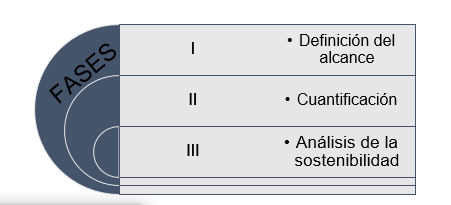 FASES
I
• Definición del
alcance
II
• Cuantificación
III
• Análisis de la
sostenibilidad